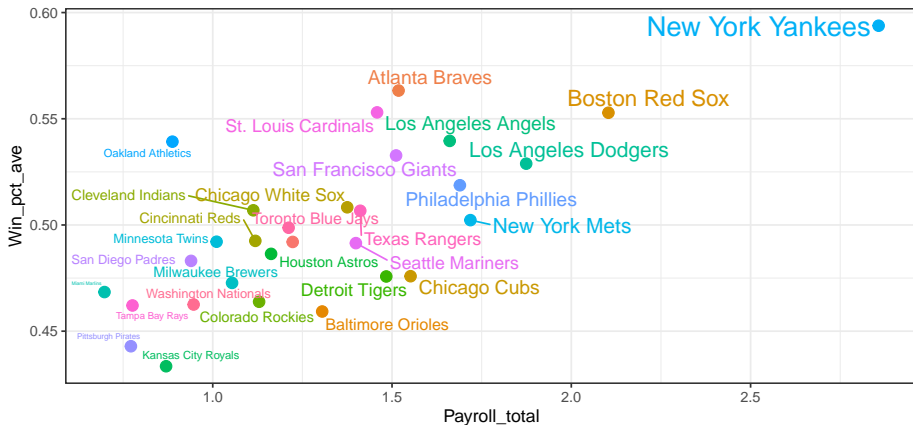 0.60
New York Yankees
Atlanta Braves
Boston Red Sox
0.55
St. Louis Cardinals
Los Angeles Angels
Oakland Athletics
Los Angeles Dodgers
San Francisco Giants
Cleveland Indians
Chicago White Sox
Philadelphia Phillies
Cincinnati Reds
Toronto Blue Jays
0.50
New York Mets
Minnesota Twins
Texas Rangers
San Diego Padres
Houston Astros
Seattle Mariners
Milwaukee Brewers
Miami Marlins
Washington Nationals
Detroit Tigers
Chicago Cubs
Tampa Bay Rays
Colorado Rockies
Baltimore Orioles
0.45
Pittsburgh Pirates
Kansas City Royals
Win_pct_ave
1.0
1.5
2.0
2.5
Payroll_total